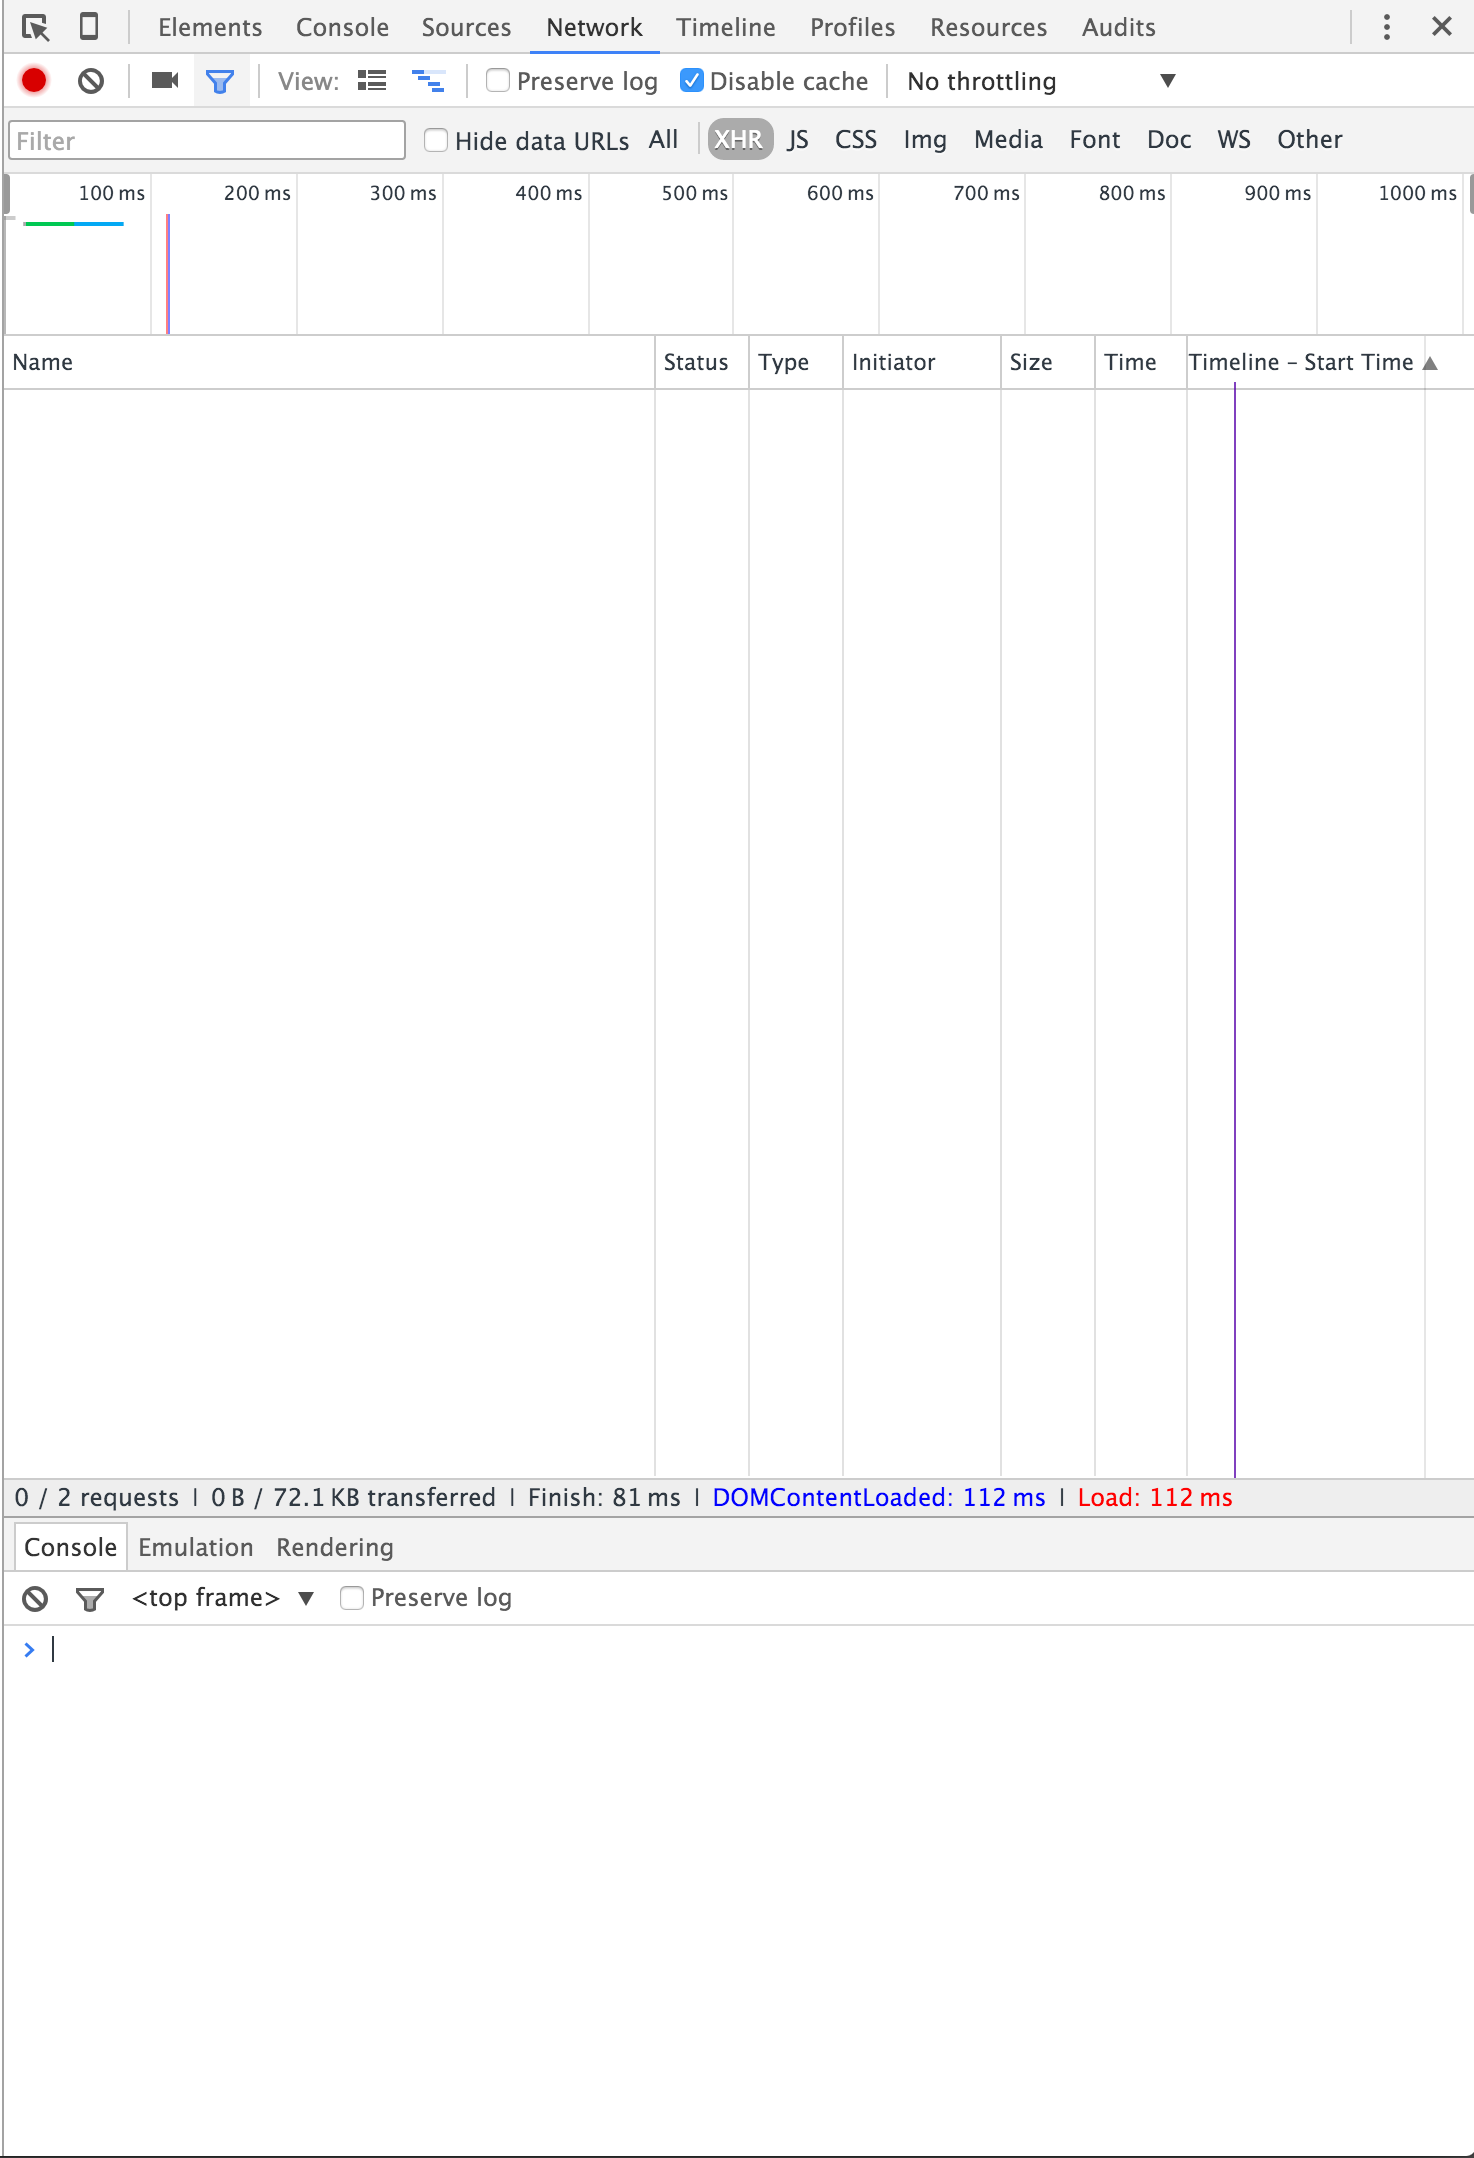 Elements Console Sources Network Timeline Profiles Resources Audits
View: Preserve log Disable cache No throttling
Filter Hide data URLs All XHR JS CSS Img Media Font Doc WS Other
100 ms 200 ms 300 ms 400 ms 500 ms 600 ms 700 ms 800 ms 900 ms 1000 ms
Name Status Type Initiator Size Time Timeline – Start Time
0 / 2 requests | 0 B / 72.1 KB transferred | Finish: 81 ms | DOMContentLoaded: 112 ms | Load: 112 ms
Console Emulation Rendering
<top frame> Preserve log
>